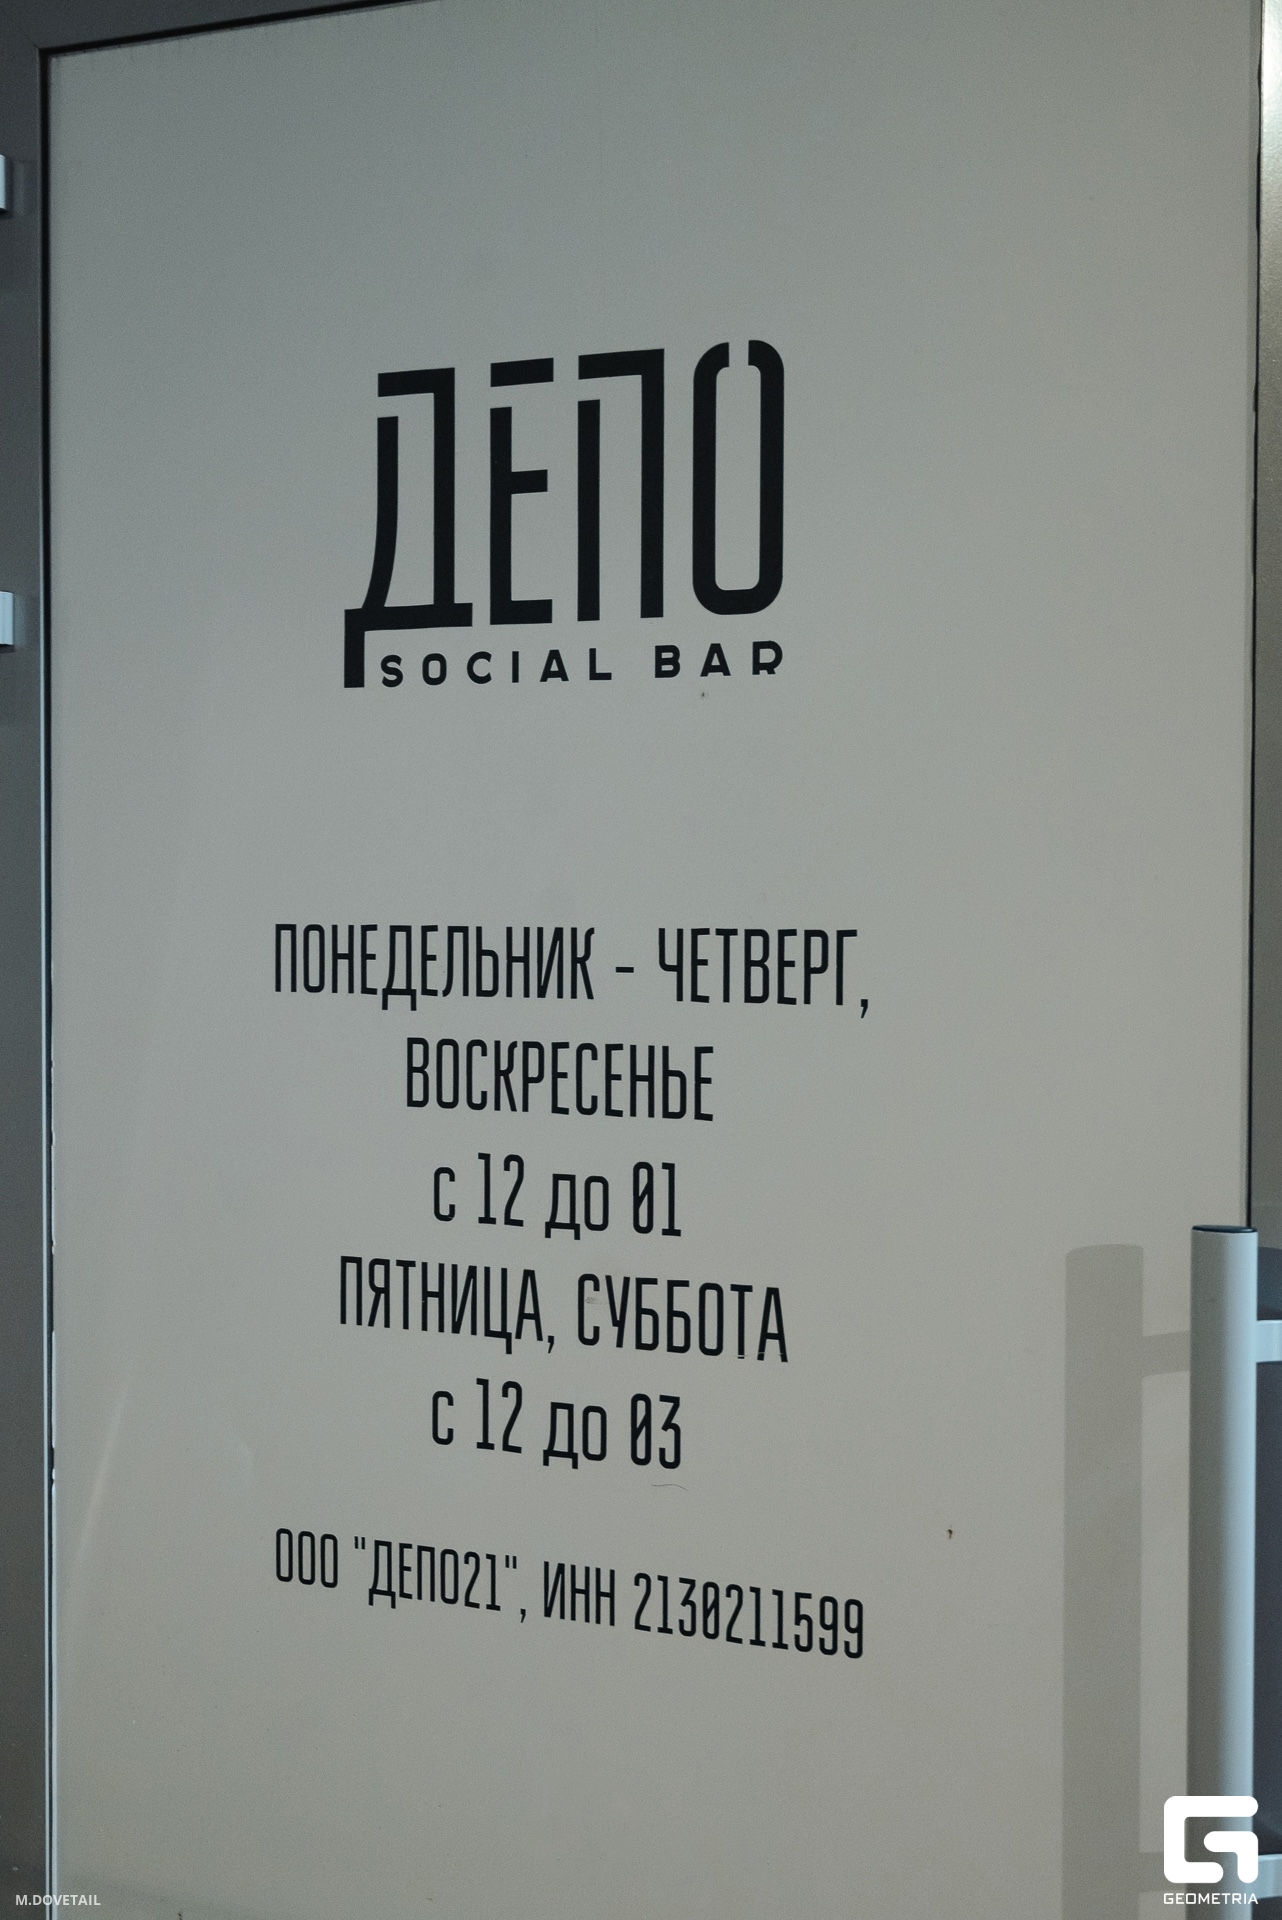 ДЕПО
SOCIAL BAR
ПОНЕДЕЛЬНИК - ЧЕТВЕРГ,
ВОСКРЕСЕНЬЕ
с 12 до 01
ПЯТНИЦА, СУББОТА
с 12 до 03
ООО "ДЕПО21", ИНН 2130211599
M.DOVETAIL
GEOMETRIA